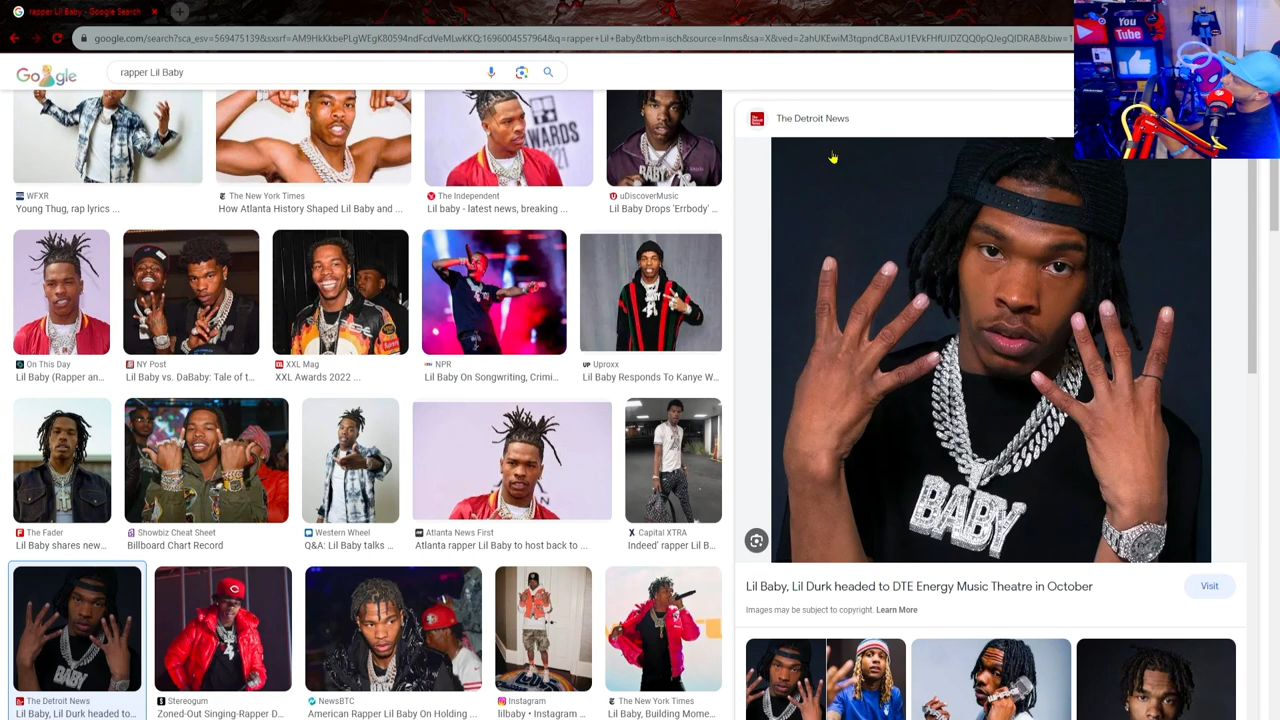 rapper Lil Baby - Google Search
google.com/search?sca_esv=569475139&sxsrf=AM9HkKkbePLgWEgK80594ndFcdVeMLwKKQ:1696004557964&q=rapper+Lil+Baby&tbm=isch&source=lnms&sa=X&ved=2ahUKEwiM3tqpndCBAxU1EVkFHfUJDZQQ0pQJegQIDRAB&biw=1
You
Tube
Google
rapper Lil Baby
The Detroit News
AWARDS
2021
BABY
WFXR
The New York Times
The Independent
uDiscoverMusic
Young Thug, rap lyrics ...
How Atlanta History Shaped Lil Baby and ...
Lil baby - latest news, breaking ...
Lil Baby Drops 'Errbody' ...
BABY
On This Day
NY Post
XXL Mag
NPR
Uproxx
Lil Baby (Rapper an...
Lil Baby vs. DaBaby: Tale of t...
XXL Awards 2022 ...
Lil Baby On Songwriting, Crimi...
Lil Baby Responds To Kanye W...
BABY
The Fader
Showbiz Cheat Sheet
Western Wheel
Atlanta News First
Capital XTRA
Lil Baby shares new...
Billboard Chart Record
Q&A: Lil Baby talks ...
Atlanta rapper Lil Baby to host back to ...
Indeed' rapper Lil B...
Lil Baby, Lil Durk headed to DTE Energy Music Theatre in October
Visit
Images may be subject to copyright. Learn More
BABY
The Detroit News
Stereogum
NewsBTC
Instagram
The New York Times
Lil Baby, Lil Durk headed to...
Zoned-Out Singing-Rapper D...
American Rapper Lil Baby On Holding ...
lilbaby • Instagram ...
Lil Baby, Building Mome...